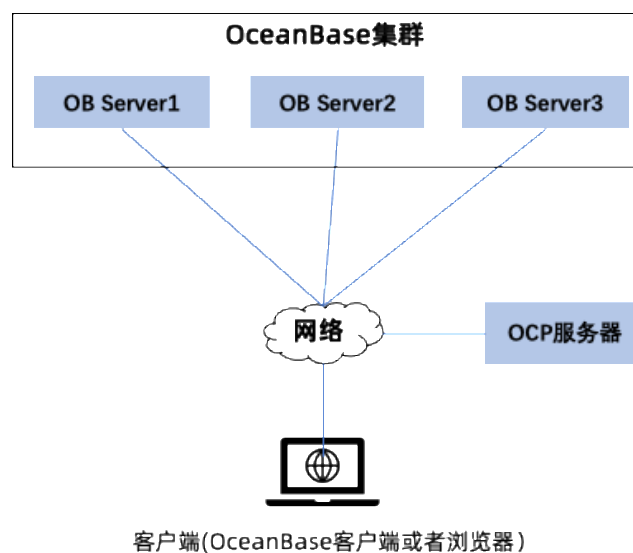 OceanBase集群
OB Server1
OB Server2
OB Server3
网络
OCP服务器
客户端(OceanBase客户端或者浏览器)